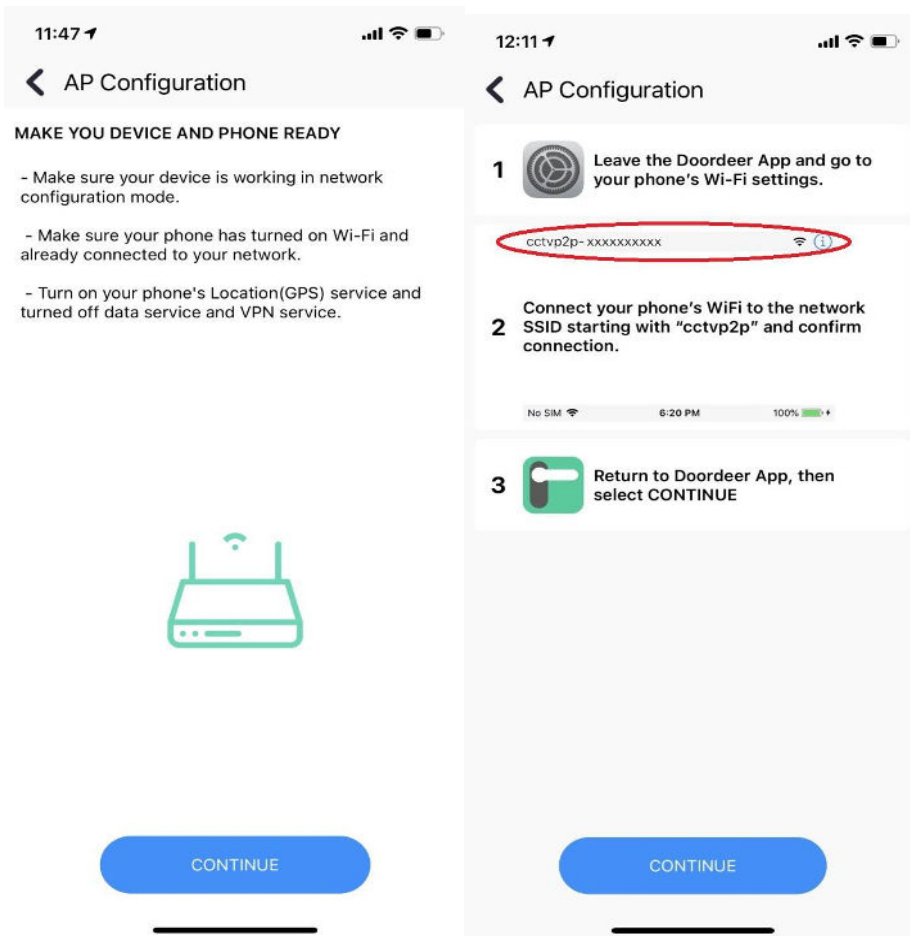 11:47
AP Configuration
MAKE YOU DEVICE AND PHONE READY
- Make sure your device is working in network
configuration mode.
- Make sure your phone has turned on Wi-Fi and
already connected to your network.
- Turn on your phone's Location(GPS) service and
turned off data service and VPN service.
CONTINUE
12:11
AP Configuration
1
Leave the Doordeer App and go to
your phone's Wi-Fi settings.
cctvp2p-xxxxxxxxxx
2
Connect your phone's WiFi to the network
SSID starting with “cctvp2p” and confirm
connection.
No SIM 6:20 PM 100%
3
Return to Doordeer App, then
select CONTINUE
CONTINUE